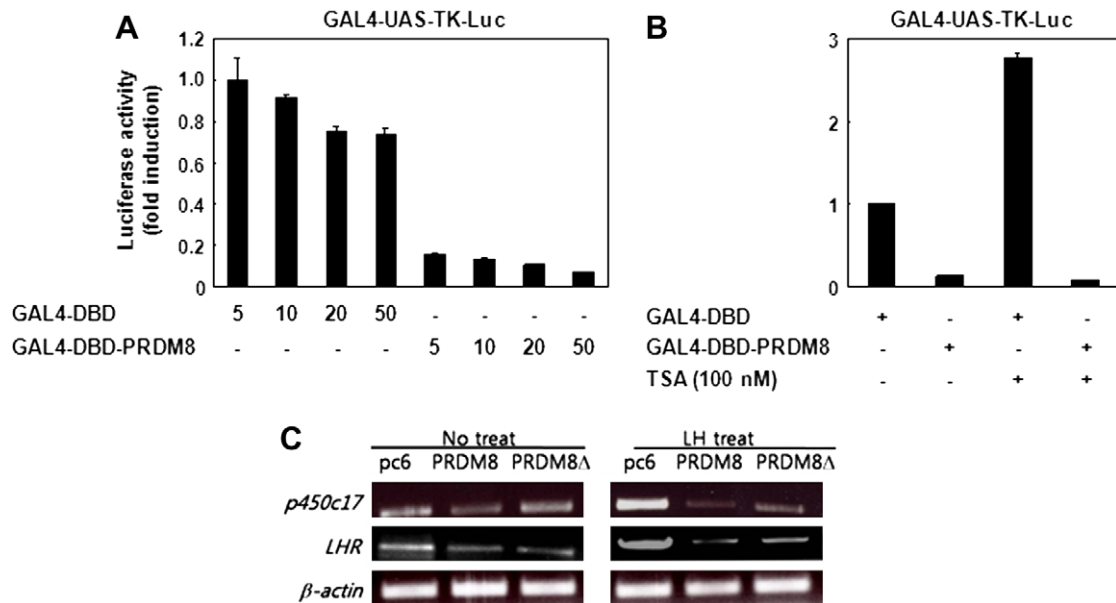 A
GAL4-UAS-TK-Luc
Luciferase activity
(fold induction)
1.2
1.0
0.8
0.6
0.4
0.2
0
GAL4-DBD 5 10 20 50 - - - -
GAL4-DBD-PRDM8 - - - - 5 10 20 50
B
GAL4-UAS-TK-Luc
3
2
1
0
GAL4-DBD + - + -
GAL4-DBD-PRDM8 - + - +
TSA (100 nM) - - + +
C
No treat LH treat
pc6 PRDM8 PRDM8Δ pc6 PRDM8 PRDM8Δ
p450c17
LHR
β-actin